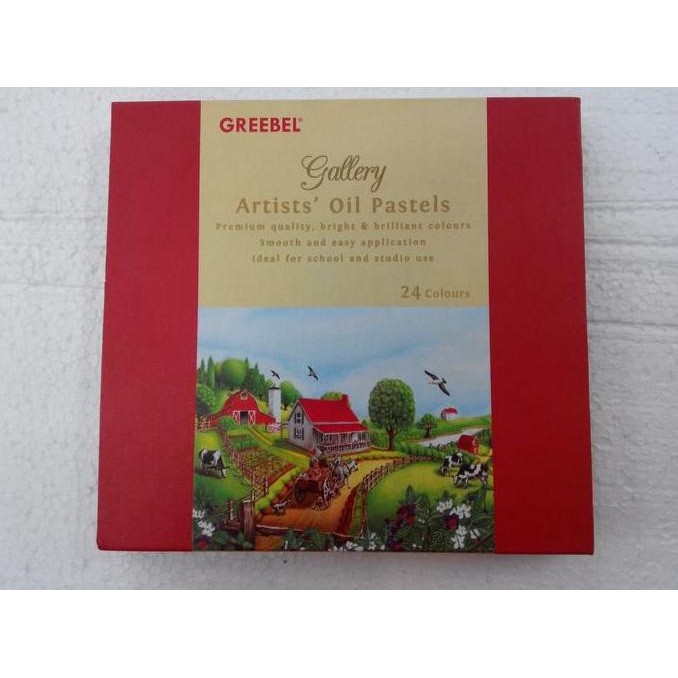 GREEBEL®
Gallery
Artists' Oil Pastels
Premium quality, bright & brilliant colours
Smooth and easy application
Ideal for school and studio use
24 Colours